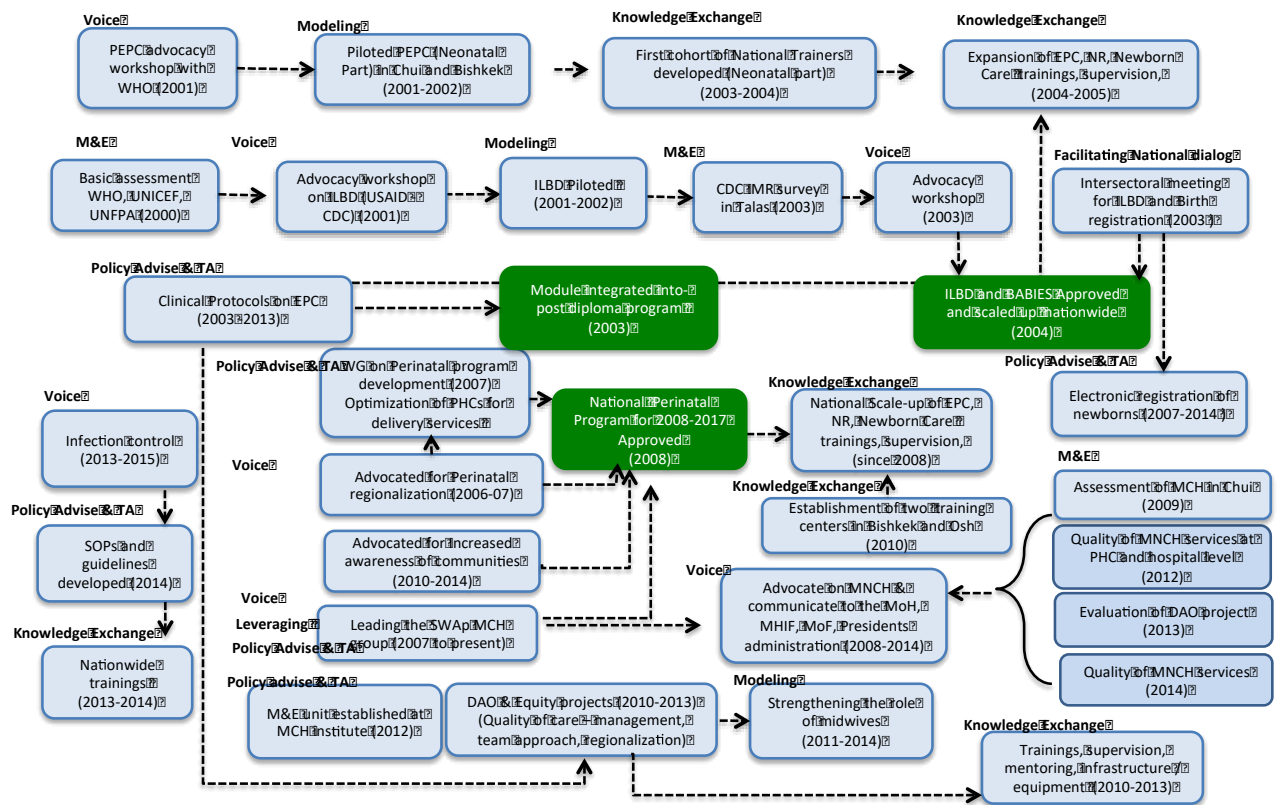 Voice
PEPC advocacy
workshop with
WHO (2001)
Modeling
Piloted PEPC (Neonatal
Part) in Chui and Bishkek
(2001-2002)
Knowledge Exchange
First cohort of National Trainers
developed (Neonatal part)
(2003-2004)
Knowledge Exchange
Expansion of EPC, NR, Newborn
Care trainings, supervision,
(2004-2005)
M&E
Basic assessment
WHO, UNICEF,
UNFPA (2000)
Voice
Advocacy workshop
on ILBD (USAID-
CDC) (2001)
Modeling
ILBD Piloted
(2001-2002)
M&E
CDC IMR survey
in Talas (2003)
Voice
Advocacy
workshop
(2003)
Facilitating National dialog
Intersectoral meeting
for ILBD and Birth
registration (2003)
Policy Advise & TA
Clinical Protocols on EPC
(2003-2013)
Module integrated into-
post diploma program
(2003)
ILBD and BABIES Approved
and scaled up nationwide
(2004)
Policy Advise & TA
WG on Perinatal program
development (2007)
Optimization of PHCs for
delivery services
National Perinatal
Program for 2008-2017
Approved
(2008)
Knowledge Exchange
National Scale-up of EPC,
NR, Newborn Care
trainings, supervision,
(since 2008)
Policy Advise & TA
Electronic registration of
newborns (2007-2014)
Voice
Infection control
(2013-2015)
Voice
Advocated for Perinatal
regionalization (2006-07)
Knowledge Exchange
Establishment of two training
centers in Bishkek and Osh
(2010)
M&E
Assessment of MCH in Chui
(2009)
Quality of MNCH services at
PHC and hospital level
(2012)
Evaluation of DAO project
(2013)
Quality of MNCH services
(2014)
Policy Advise & TA
SOPs and
guidelines
developed (2014)
Advocated for Increased
awareness of communities
(2010-2014)
Voice
Advocate on MNCH &
communicate to the MoH,
MHIF, MoF, Presidents
administration (2008-2014)
Voice
Leveraging
Policy Advise & TA
Leading the SWAp MCH
group (2007 to present)
Knowledge Exchange
Nationwide
trainings
(2013-2014)
Policy advise & TA
M&E unit established at
MCH Institute (2012)
DAO & Equity projects (2010-2013)
(Quality of care – management,
team approach, regionalization)
Modeling
Strengthening the role
of midwives
(2011-2014)
Knowledge Exchange
Trainings, supervision,
mentoring, infrastructure /
equipment (2010-2013)